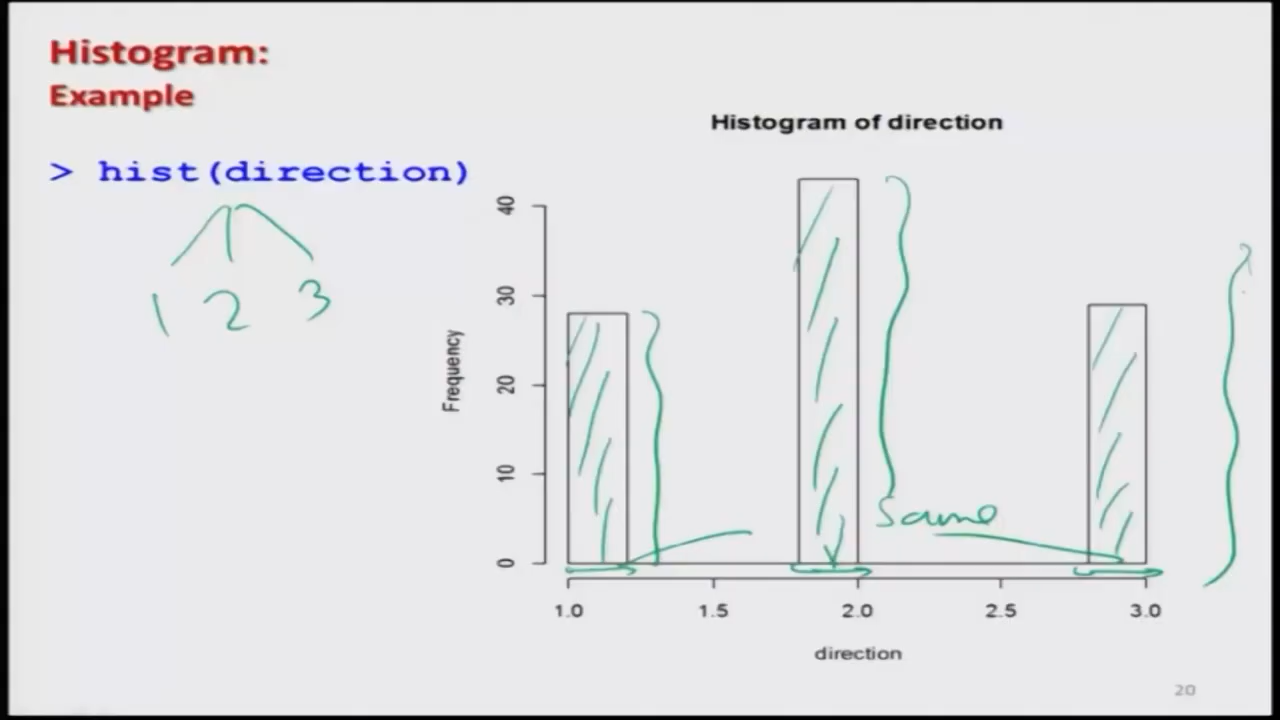 Histogram:
Example
> hist(direction)
1 2 3
Histogram of direction
Frequency
40
30
20
10
0
Same
1.0 1.5 2.0 2.5 3.0
direction
20